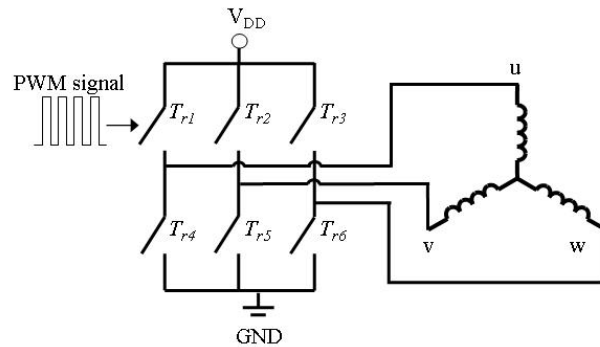 V_DD
PWM signal
T_r1
T_r2
T_r3
u
T_r4
T_r5
T_r6
v
w
GND